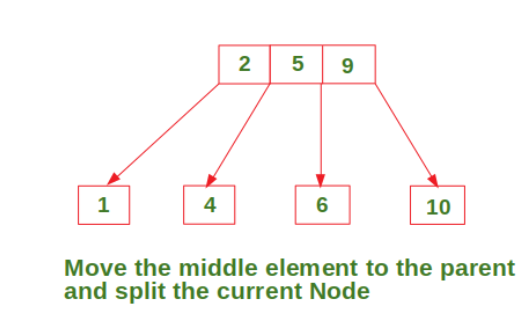 2 5 9
1 4 6 10
Move the middle element to the parent
and split the current Node